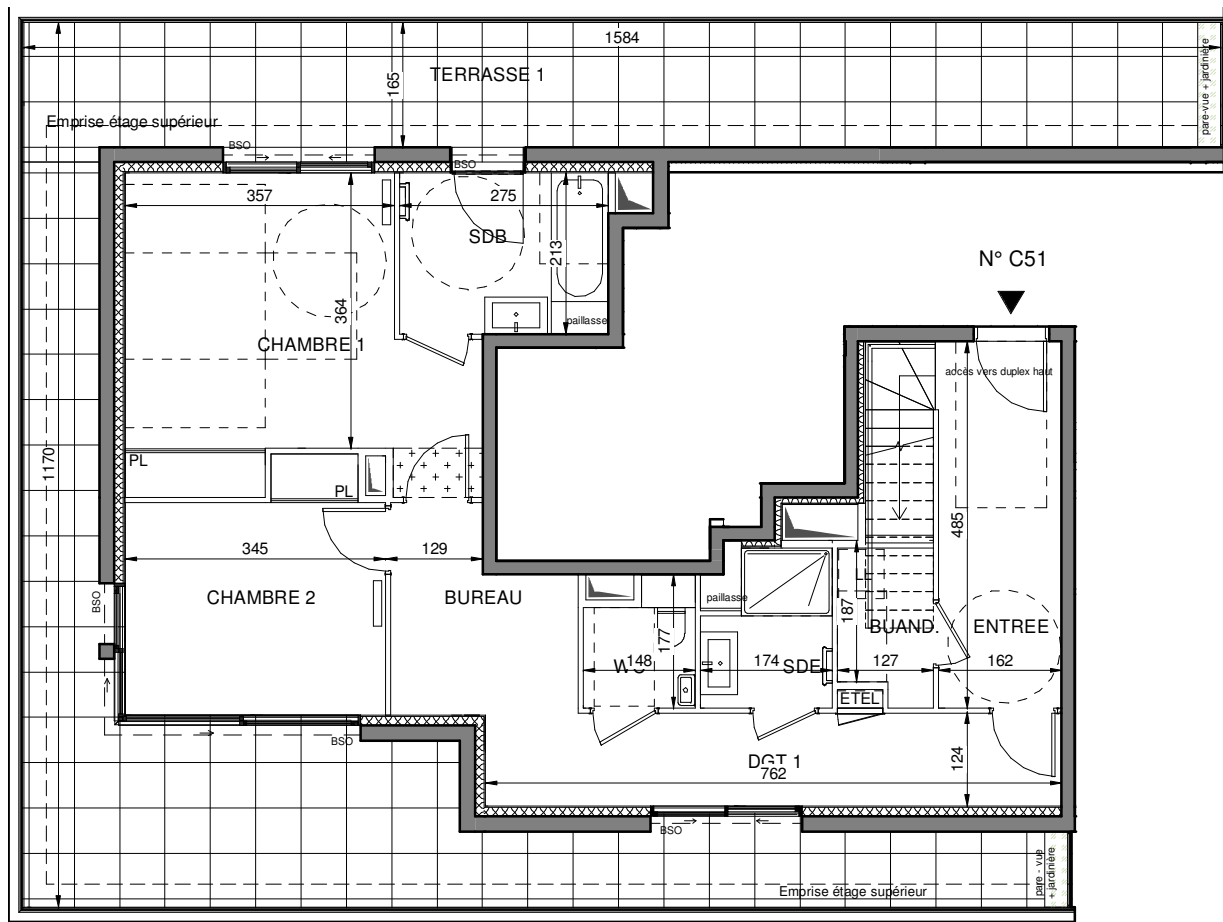 1584
TERRASSE 1
165
pare-vue + jardinière
Emprise étage supérieur
BSO
BSO
357
275
SDB
213
N° C51
364
paillasse
CHAMBRE 1
accès vers duplex haut
1170
PL
PL
485
345
129
CHAMBRE 2
BUREAU
BSO
paillasse
187
177
BUAND.
ENTREE
148
174
SDE
127
162
ETEL
BSO
DGT 1
762
124
BSO
pare - vue
+ jardinière
Emprise étage supérieur